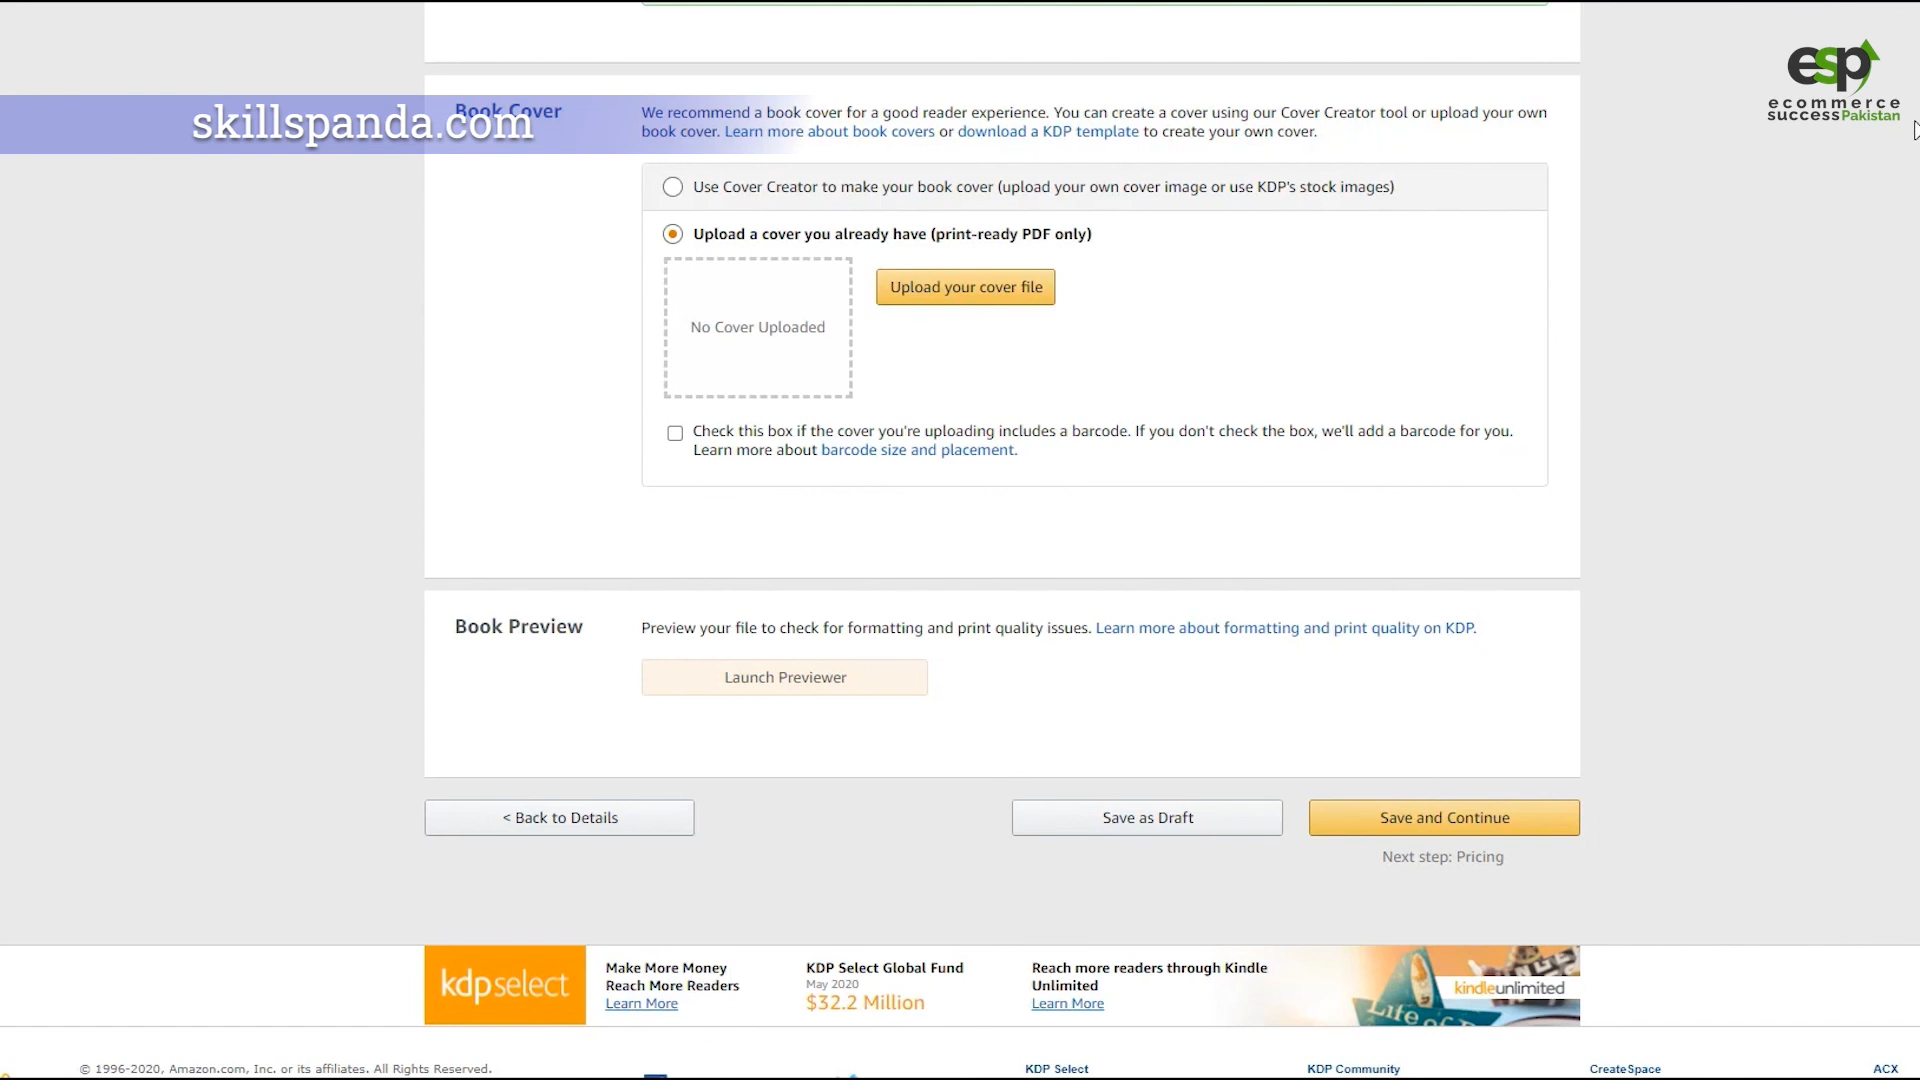 esp
ecommerce
successPakistan
Book Cover
skillspanda.com
We recommend a book cover for a good reader experience. You can create a cover using our Cover Creator tool or upload your own
book cover. Learn more about book covers or download a KDP template to create your own cover.
Use Cover Creator to make your book cover (upload your own cover image or use KDP's stock images)
Upload a cover you already have (print-ready PDF only)
Upload your cover file
No Cover Uploaded
Check this box if the cover you're uploading includes a barcode. If you don't check the box, we'll add a barcode for you.
Learn more about barcode size and placement.
Book Preview
Preview your file to check for formatting and print quality issues. Learn more about formatting and print quality on KDP.
Launch Previewer
< Back to Details
Save as Draft
Save and Continue
Next step: Pricing
kdpselect
Make More Money
Reach More Readers
Learn More
KDP Select Global Fund
May 2020
$32.2 Million
Reach more readers through Kindle
Unlimited
Learn More
kindleunlimited
Life of
© 1996-2020, Amazon.com, Inc. or its affiliates. All Rights Reserved.
KDP Select
KDP Community
CreateSpace
ACX